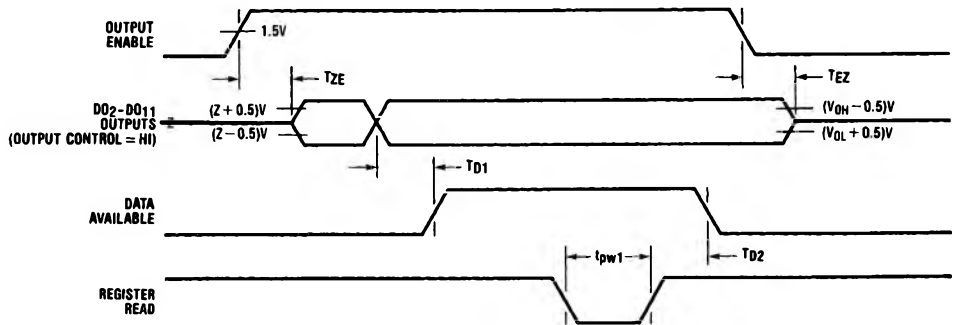 OUTPUT
ENABLE
1.5V
TZE
TEZ
DO2-DO11
OUTPUTS
(OUTPUT CONTROL = HI)
(Z + 0.5)V
(Z - 0.5)V
(VOH - 0.5)V
(VOL + 0.5)V
TD1
DATA
AVAILABLE
tpw1
TD2
REGISTER
READ